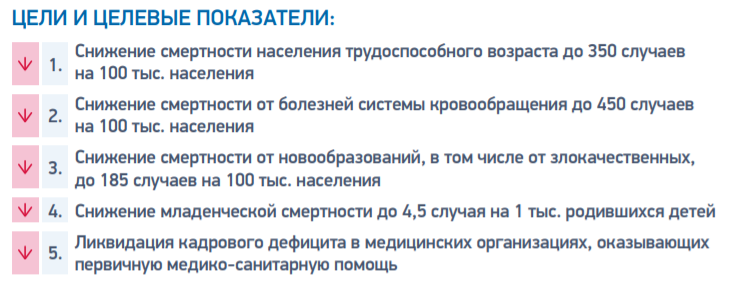 ЦЕЛИ И ЦЕЛЕВЫЕ ПОКАЗАТЕЛИ:
1. Снижение смертности населения трудоспособного возраста до 350 случаев
на 100 тыс. населения
2. Снижение смертности от болезней системы кровообращения до 450 случаев
на 100 тыс. населения
3. Снижение смертности от новообразований, в том числе от злокачественных,
до 185 случаев на 100 тыс. населения
4. Снижение младенческой смертности до 4,5 случая на 1 тыс. родившихся детей
5. Ликвидация кадрового дефицита в медицинских организациях, оказывающих
первичную медико-санитарную помощь